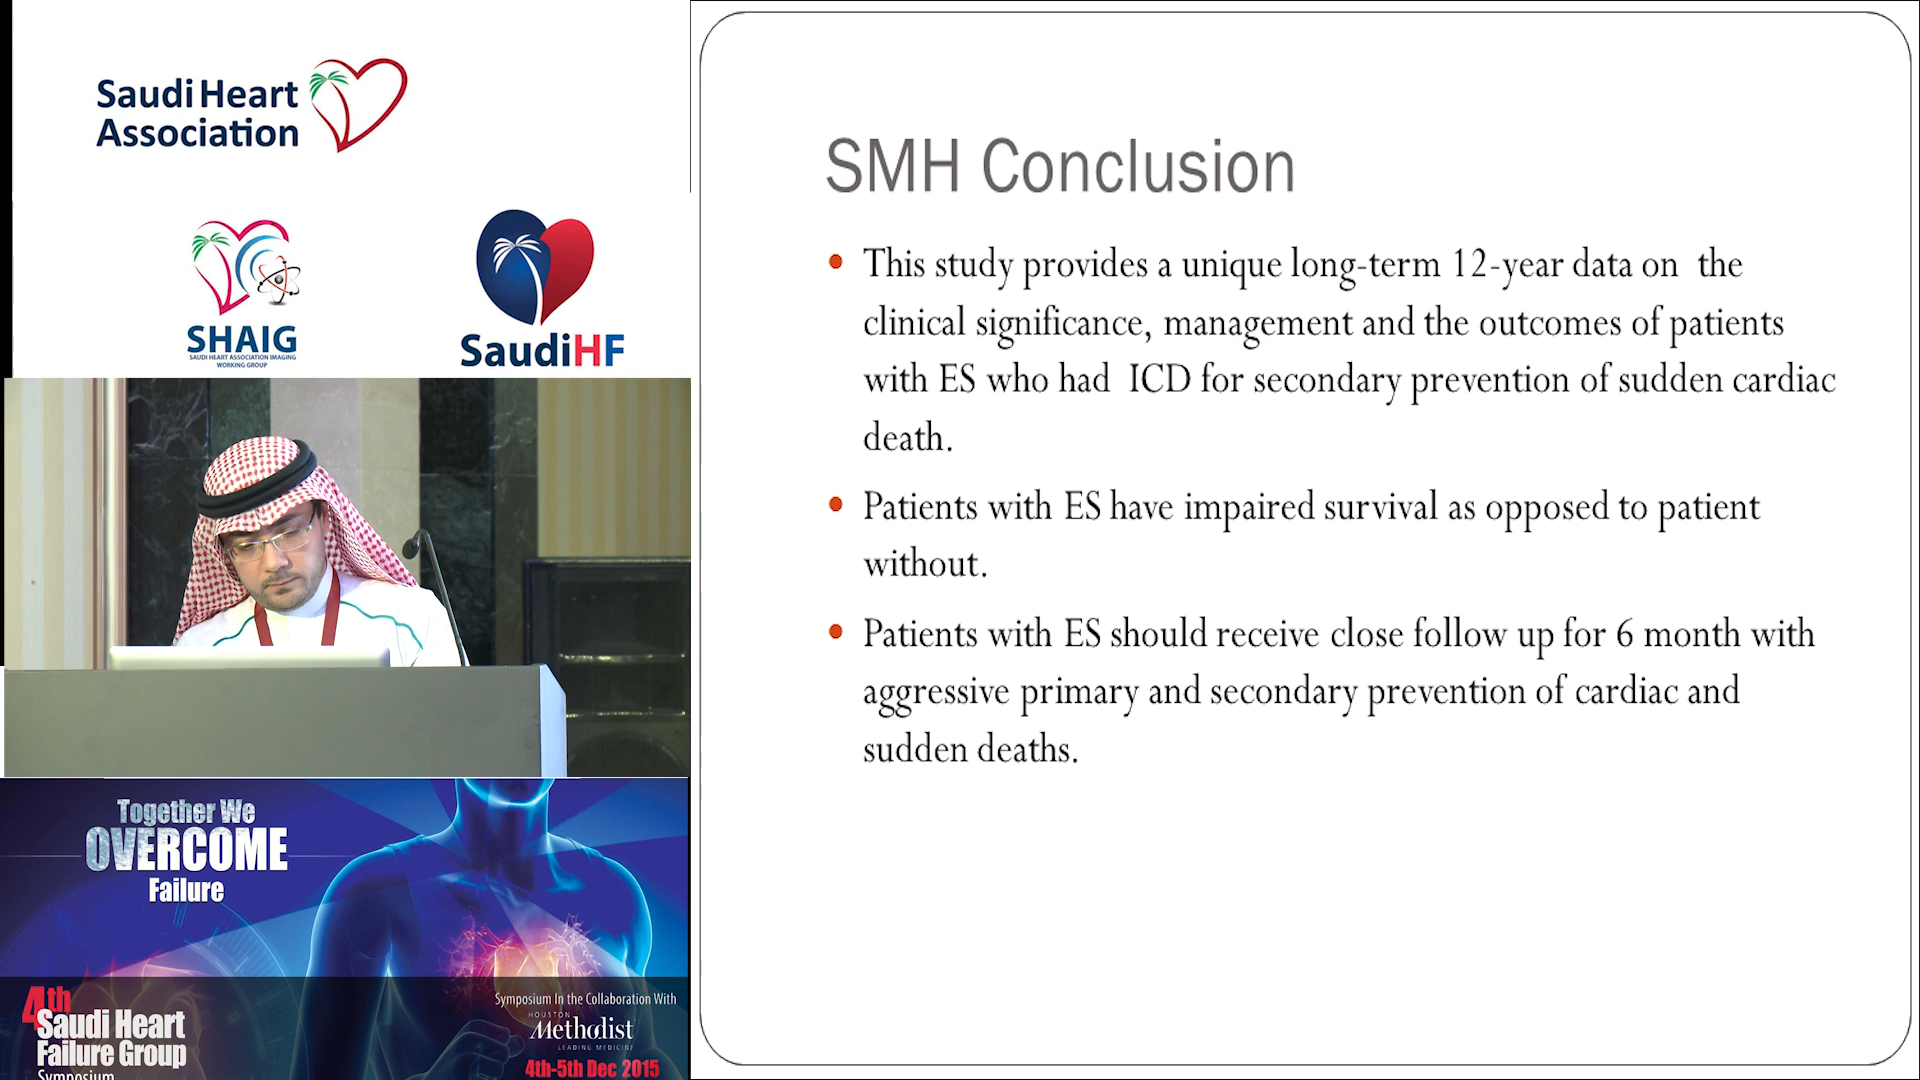 Saudi Heart
Association
SHAIG
SAUDI HEART ASSOCIATION IMAGING
WORKING GROUP
SaudiHF
Together We
OVERCOME
Failure
4th
Saudi Heart
Failure Group
Symposium
Symposium In the Collaboration With
HOUSTON
Methodist
LEADING MEDICINE
4th-5th Dec 2015
SMH Conclusion
• This study provides a unique long-term 12-year data on the
clinical significance, management and the outcomes of patients
with ES who had ICD for secondary prevention of sudden cardiac
death.
• Patients with ES have impaired survival as opposed to patient
without.
• Patients with ES should receive close follow up for 6 month with
aggressive primary and secondary prevention of cardiac and
sudden deaths.